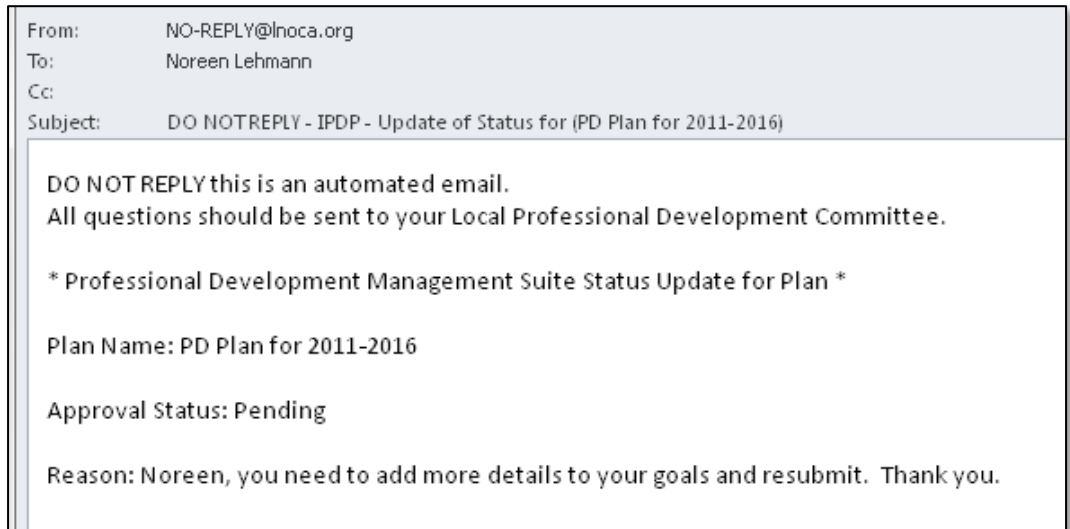 From: NO-REPLY@lnoca.org
To: Noreen Lehmann
Cc:
Subject: DO NOTREPLY - IPDP - Update of Status for (PD Plan for 2011-2016)
DO NOT REPLY this is an automated email.
All questions should be sent to your Local Professional Development Committee.
* Professional Development Management Suite Status Update for Plan *
Plan Name: PD Plan for 2011-2016
Approval Status: Pending
Reason: Noreen, you need to add more details to your goals and resubmit.  Thank you.